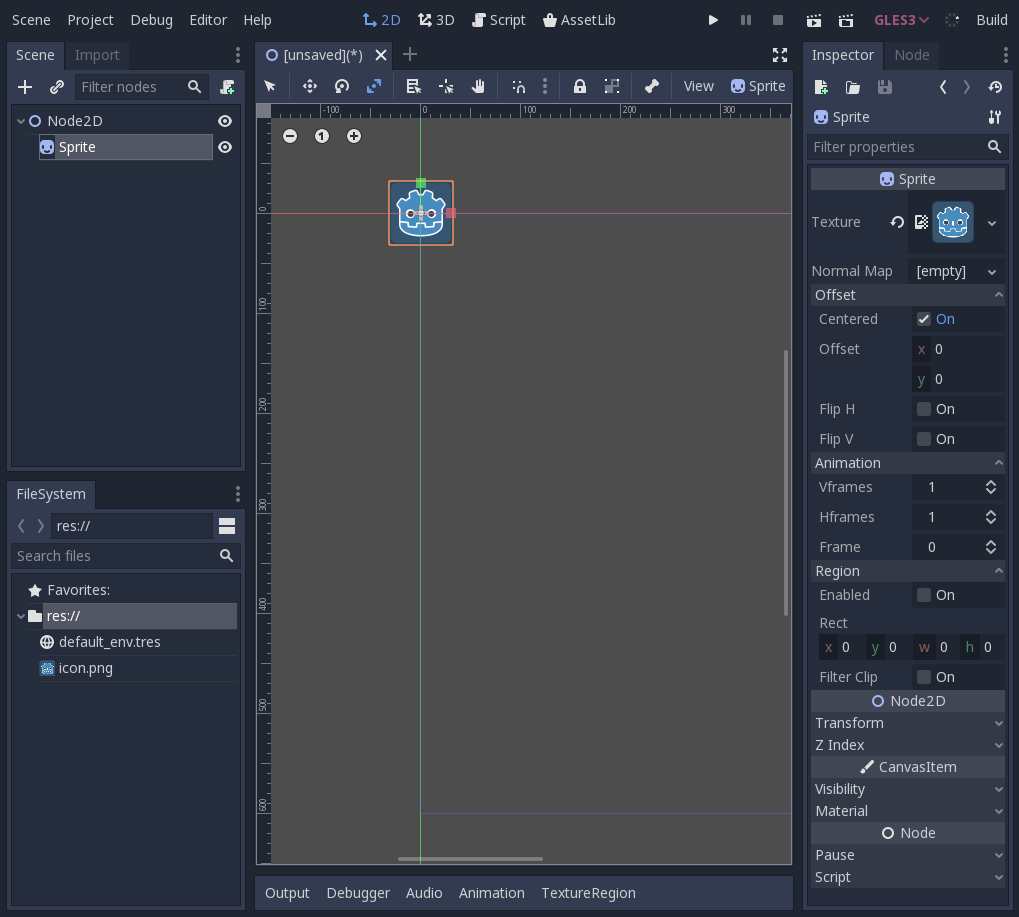 Scene Project Debug Editor Help 2D 3D Script AssetLib GLES3 Build
Scene Import
Filter nodes
Node2D
Sprite
FileSystem
res://
Search files
Favorites:
res://
default_env.tres
icon.png
[unsaved](*)
View Sprite
-100 0 100 200 300
1
0
100
200
300
400
500
600
Output Debugger Audio Animation TextureRegion
Inspector Node
Sprite
Filter properties
Sprite
Texture
Normal Map [empty]
Offset
Centered On
Offset x 0
y 0
Flip H On
Flip V On
Animation
Vframes 1
Hframes 1
Frame 0
Region
Enabled On
Rect
x 0 y 0 w 0 h 0
Filter Clip On
Node2D
Transform
Z Index
CanvasItem
Visibility
Material
Node
Pause
Script